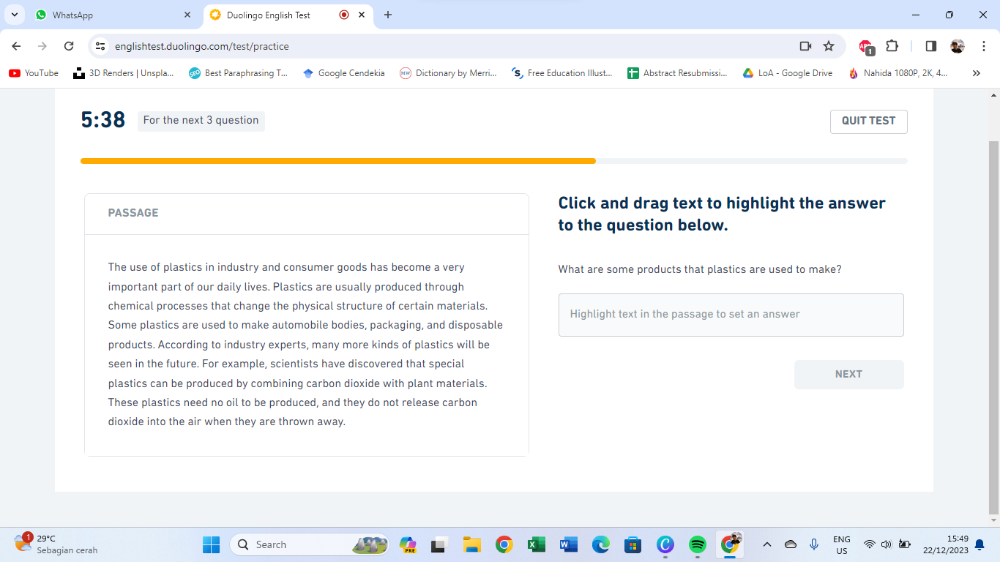 WhatsApp
Duolingo English Test
englishtest.duolingo.com/test/practice
1
YouTube
3D Renders | Unspla...
Best Paraphrasing T...
Google Cendekia
Dictionary by Merri...
Free Education Illust...
Abstract Resubmissi...
LoA - Google Drive
Nahida 1080P, 2K, 4...
5:38
For the next 3 question
QUIT TEST
PASSAGE
The use of plastics in industry and consumer goods has become a very
important part of our daily lives. Plastics are usually produced through
chemical processes that change the physical structure of certain materials.
Some plastics are used to make automobile bodies, packaging, and disposable
products. According to industry experts, many more kinds of plastics will be
seen in the future. For example, scientists have discovered that special
plastics can be produced by combining carbon dioxide with plant materials.
These plastics need no oil to be produced, and they do not release carbon
dioxide into the air when they are thrown away.
Click and drag text to highlight the answer
to the question below.
What are some products that plastics are used to make?
Highlight text in the passage to set an answer
NEXT
1
29°C
Sebagian cerah
Search
PRE
ENG
US
15:49
22/12/2023